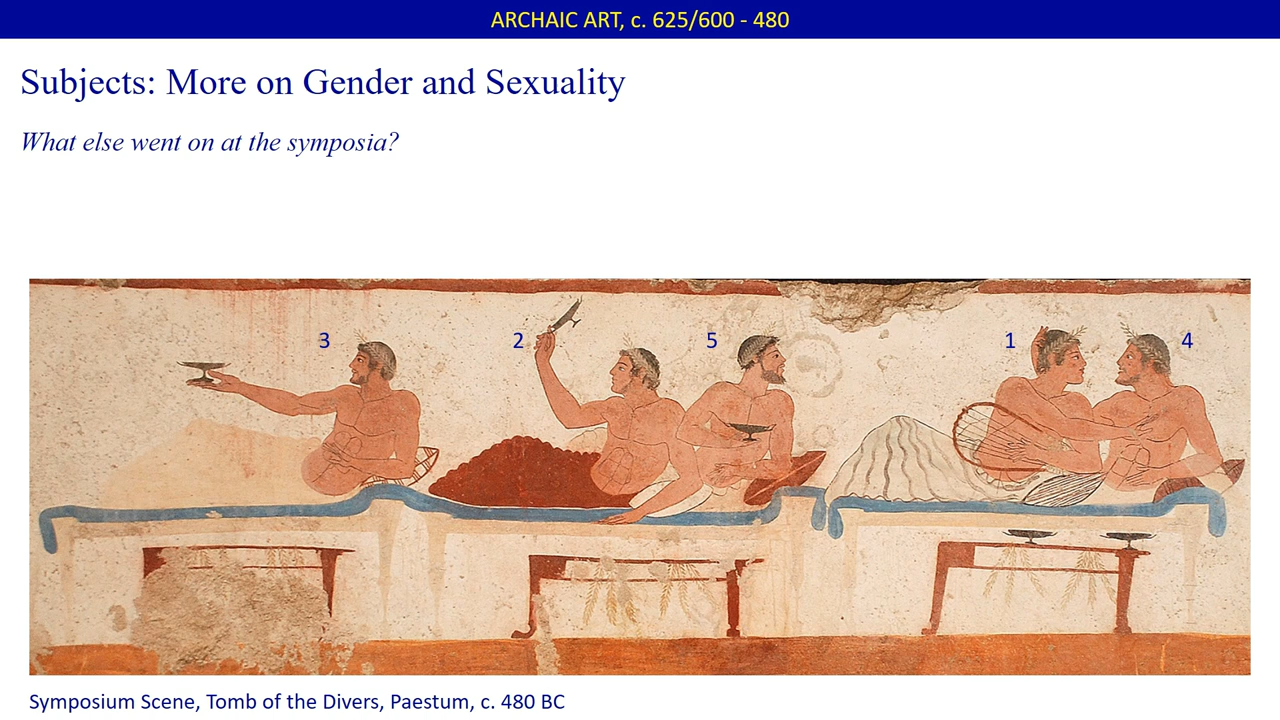 ARCHAIC ART, c. 625/600 - 480
Subjects: More on Gender and Sexuality
What else went on at the symposia?
3 2 5 1 4
Symposium Scene, Tomb of the Divers, Paestum, c. 480 BC